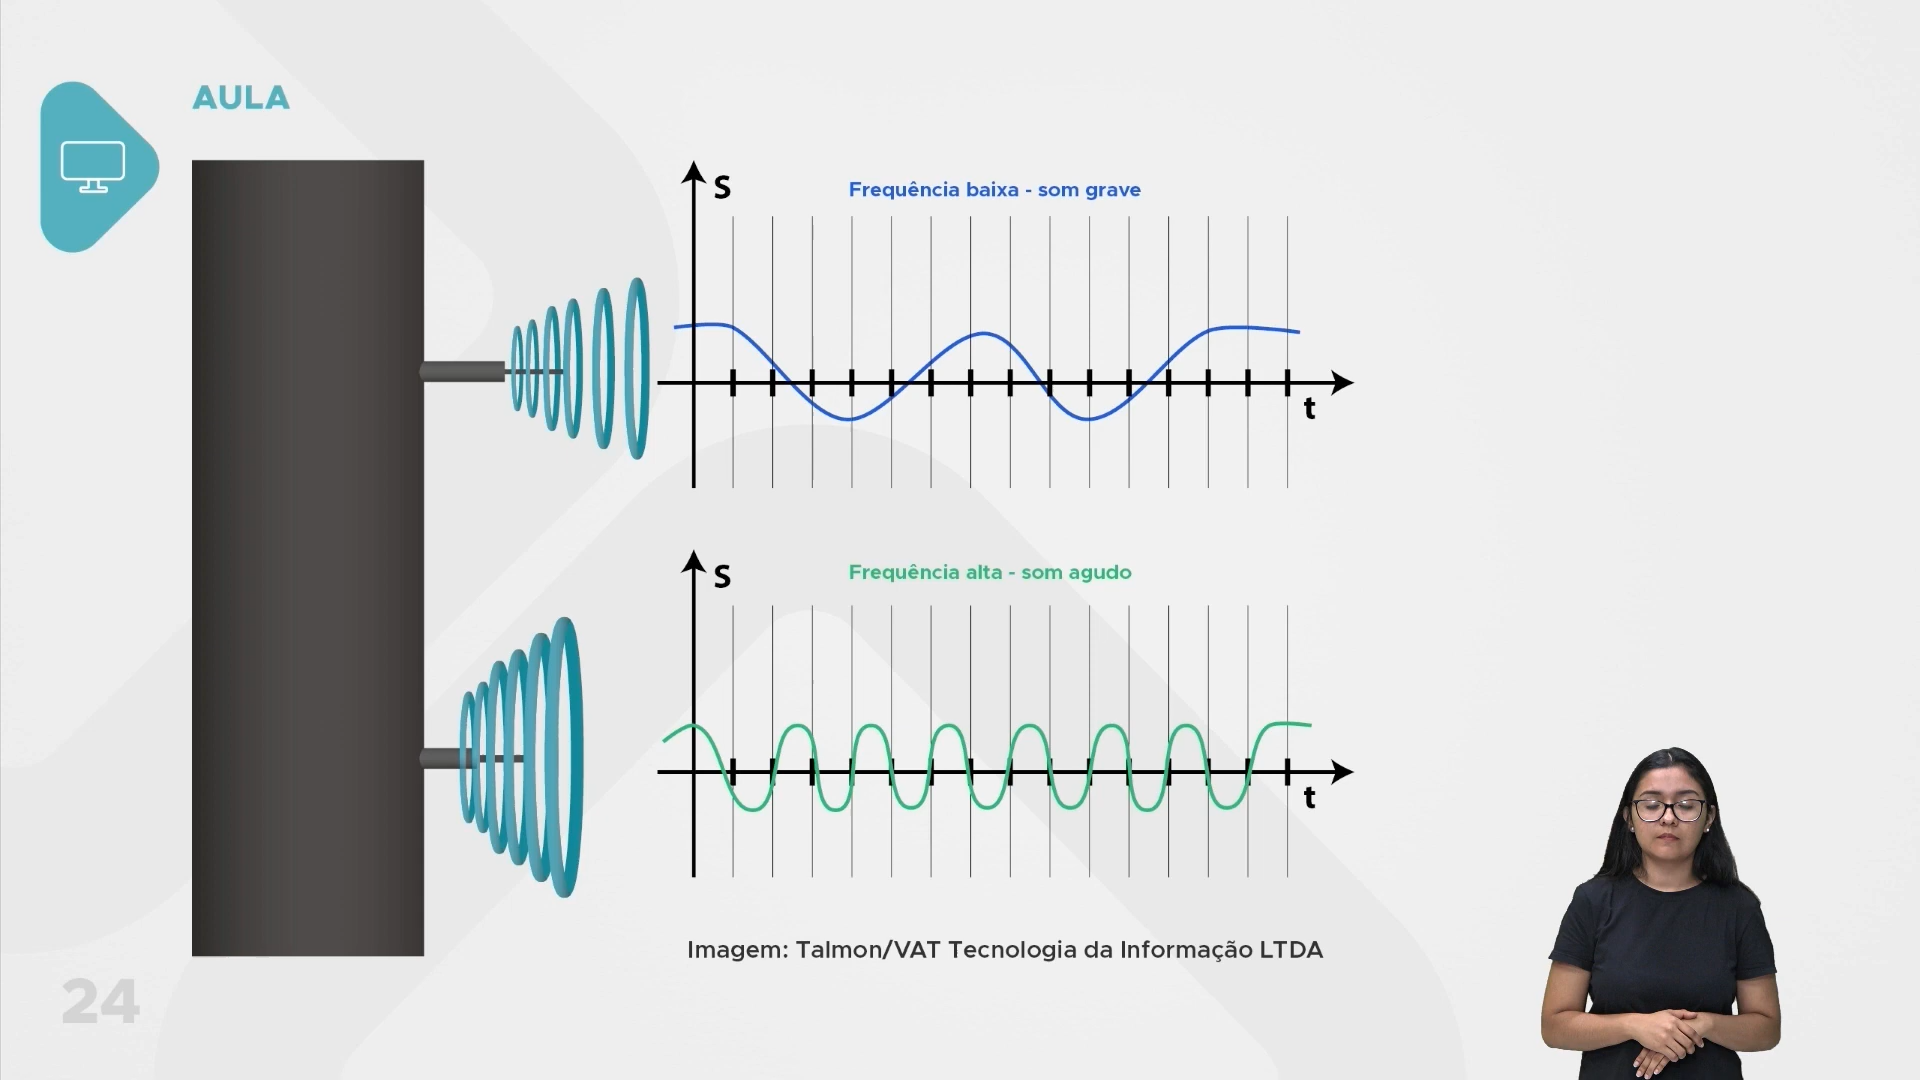 AULA
S
Frequência baixa - som grave
t
S
Frequência alta - som agudo
t
Imagem: Talmon/VAT Tecnologia da Informação LTDA
24